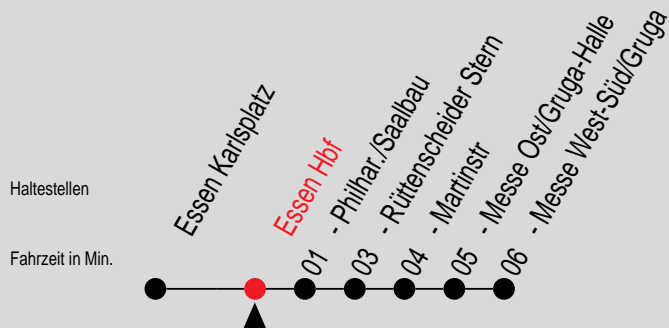 Haltestellen
Fahrzeit in Min.
Essen Karlsplatz
Essen Hbf
01 - Philhar./Saalbau
03 - Rüttenscheider Stern
04 - Martinstr
05 - Messe Ost/Gruga-Halle
06 - Messe West-Süd/Gruga